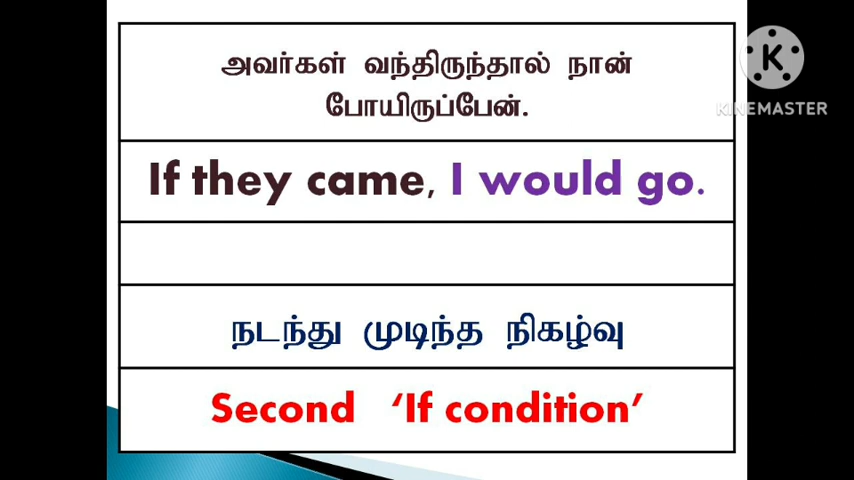 அவர்கள் வந்திருந்தால் நான்
போயிருப்பேன்.
K
KINEMASTER
If they came, I would go.
நடந்து முடிந்த நிகழ்வு
Second ‘If condition’